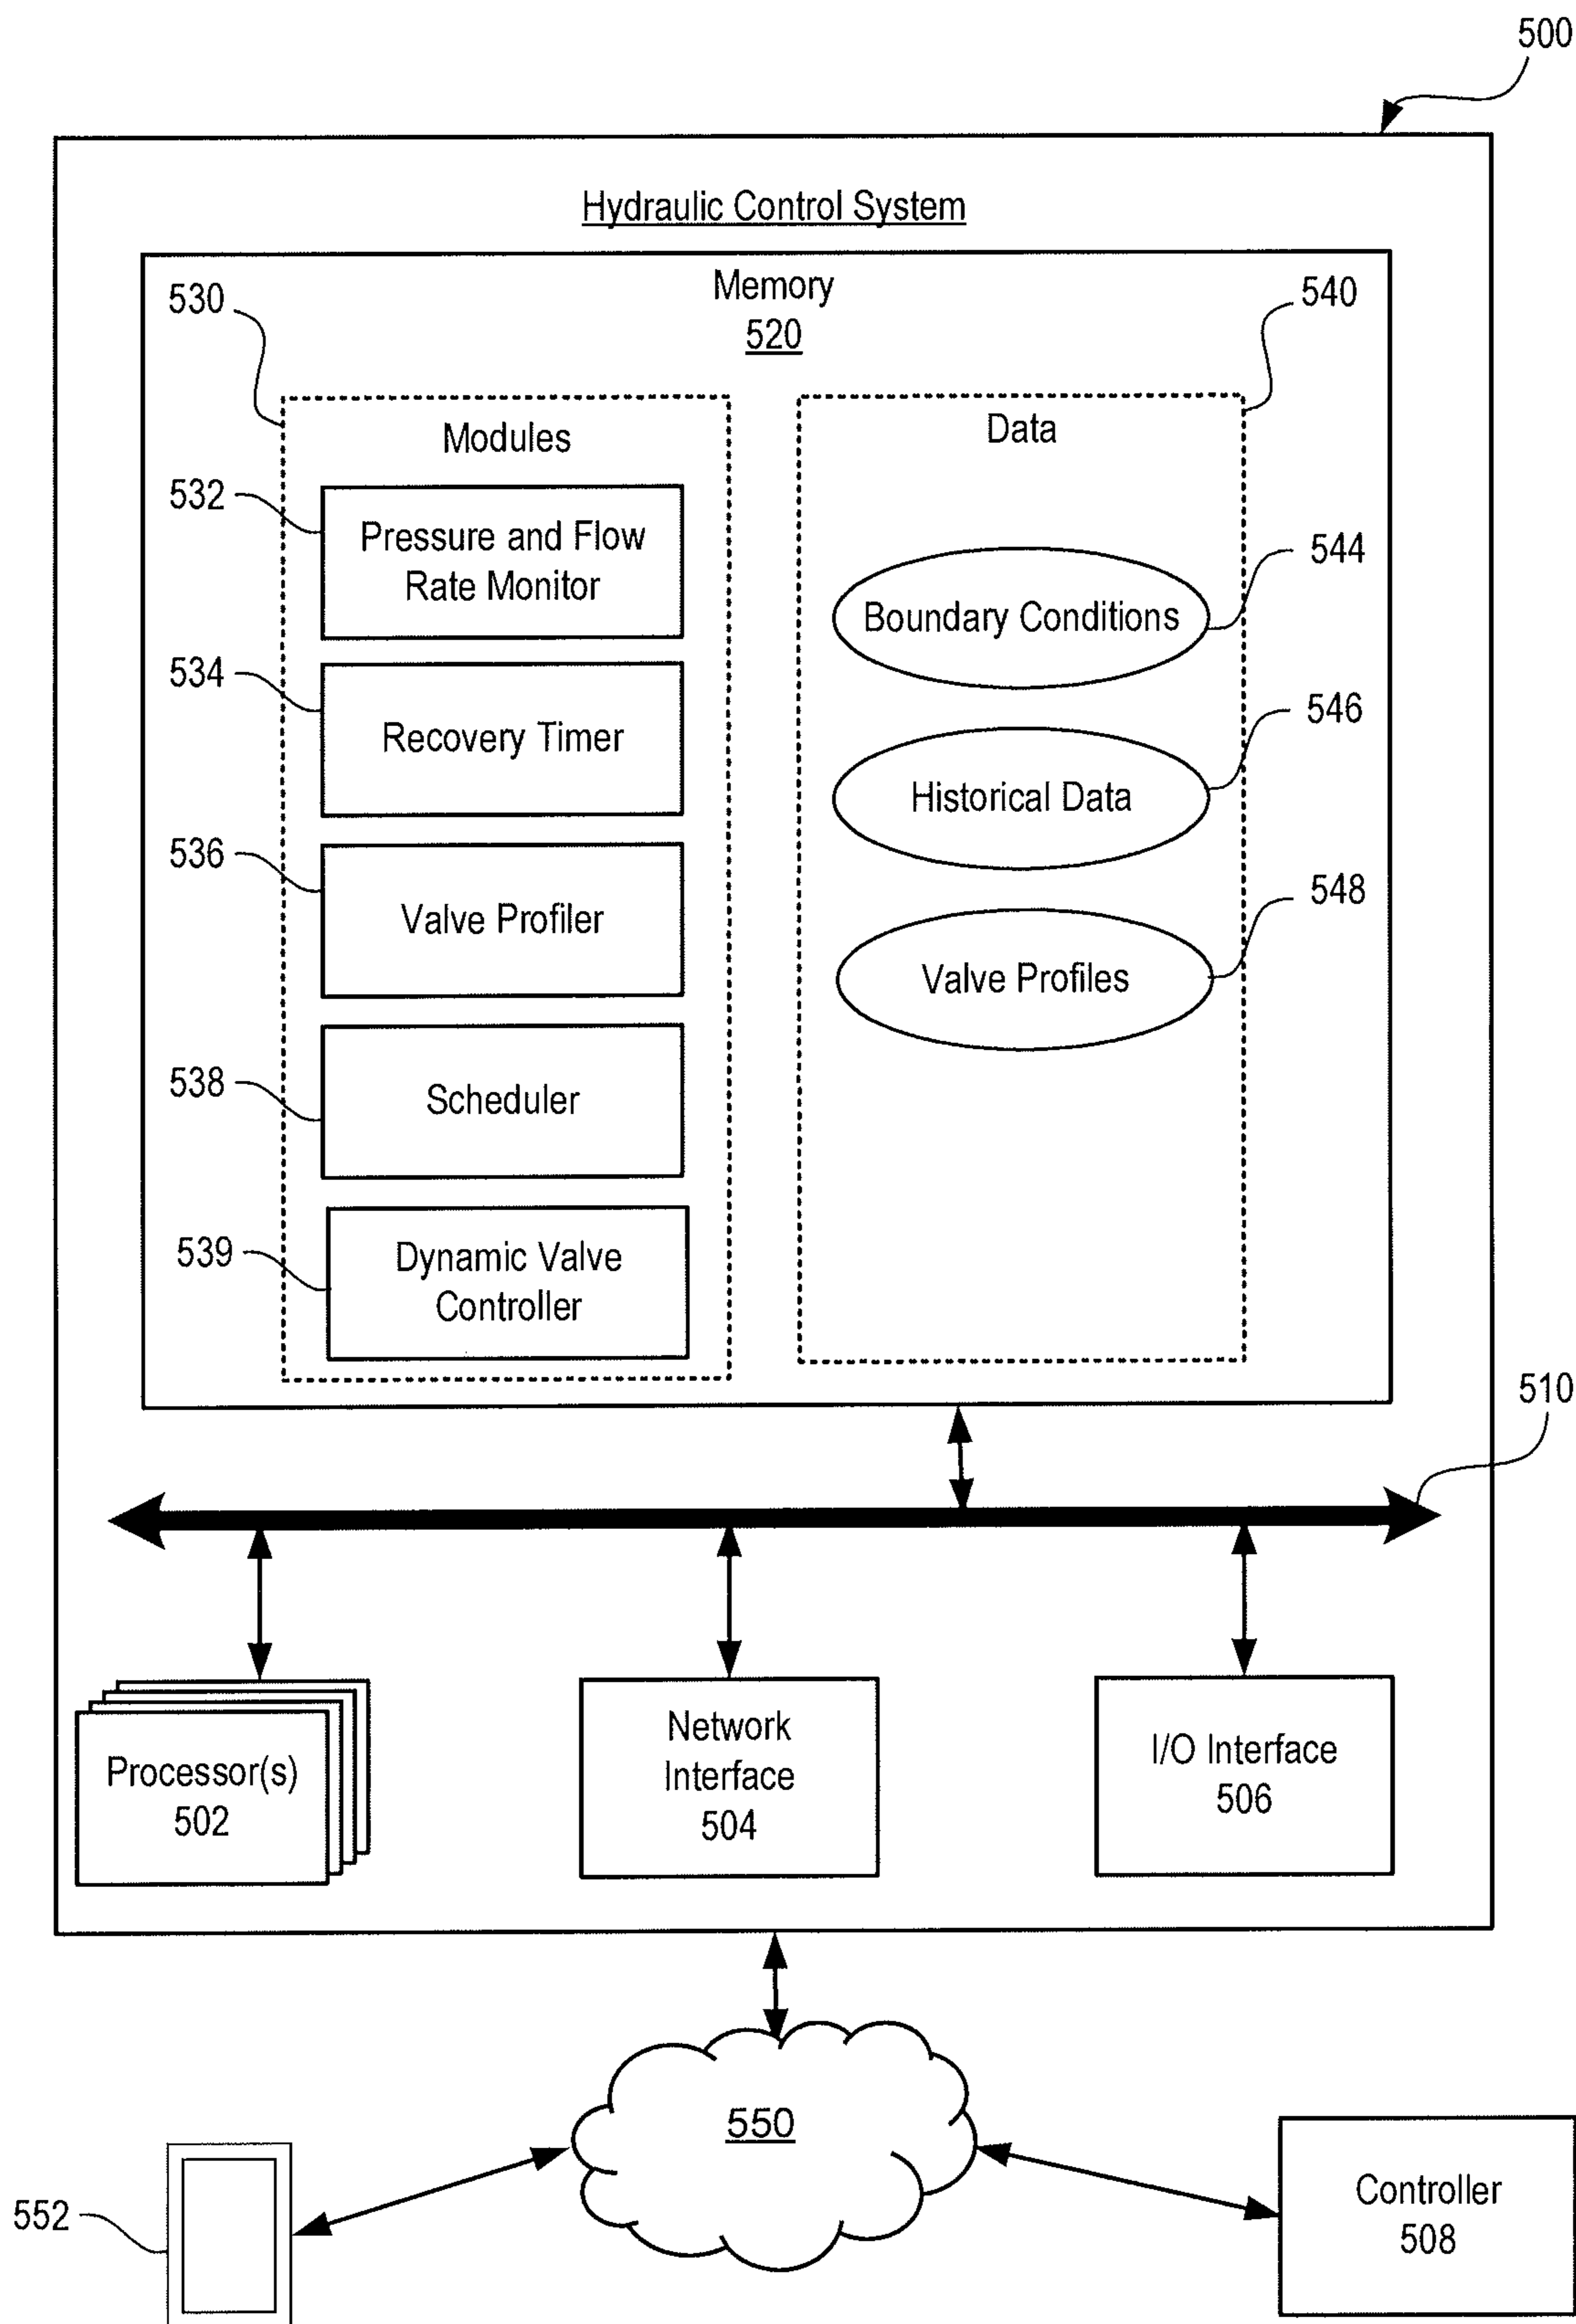 500
Hydraulic Control System
Memory
520
530
540
Modules
Data
532
Pressure and Flow
Rate Monitor
544
Boundary Conditions
534
Recovery Timer
546
Historical Data
536
Valve Profiler
548
Valve Profiles
538
Scheduler
539
Dynamic Valve
Controller
510
Processor(s)
502
Network
Interface
504
I/O Interface
506
550
552
Controller
508